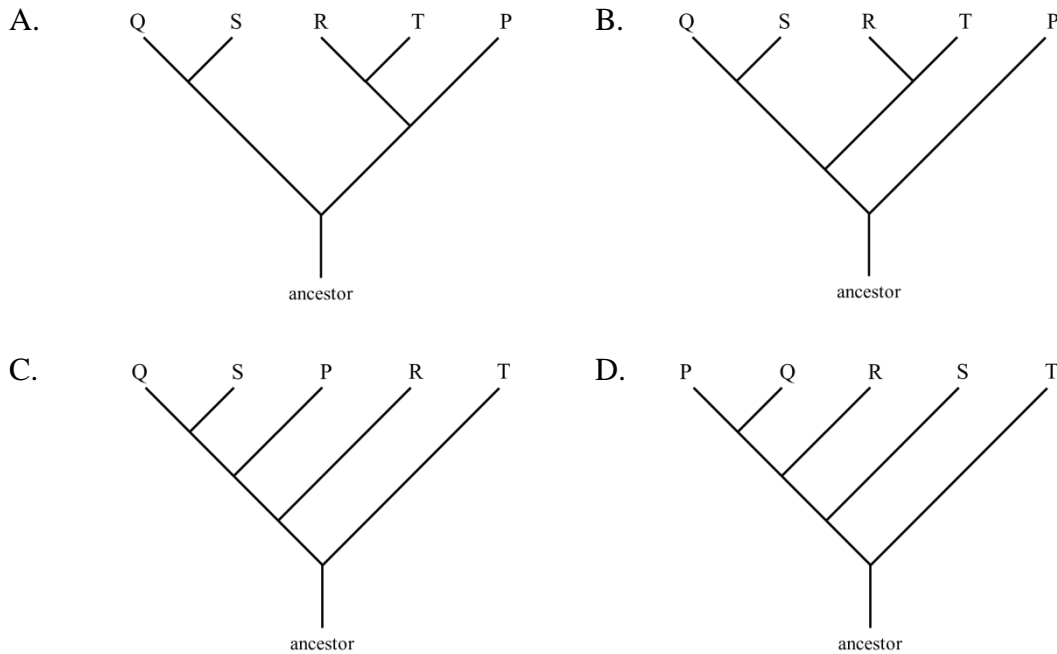 A. Q S R T P
ancestor
B. Q S R T P
ancestor
C. Q S P R T
ancestor
D. P Q R S T
ancestor